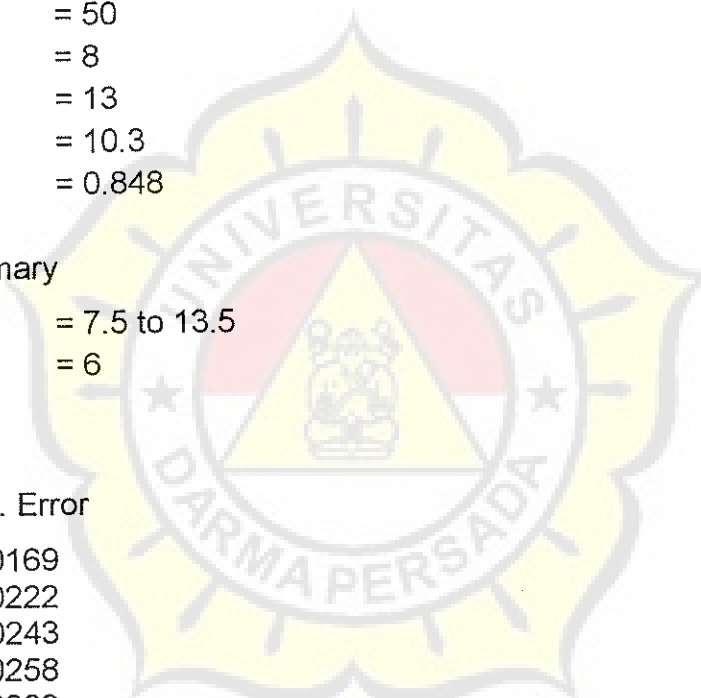 = 50
= 8
= 13
= 10.3
= 0.848
mary
= 7.5 to 13.5
= 6
. Error
0169
0222
0243
0258
UNIVERSITAS
DARMA PERSADA